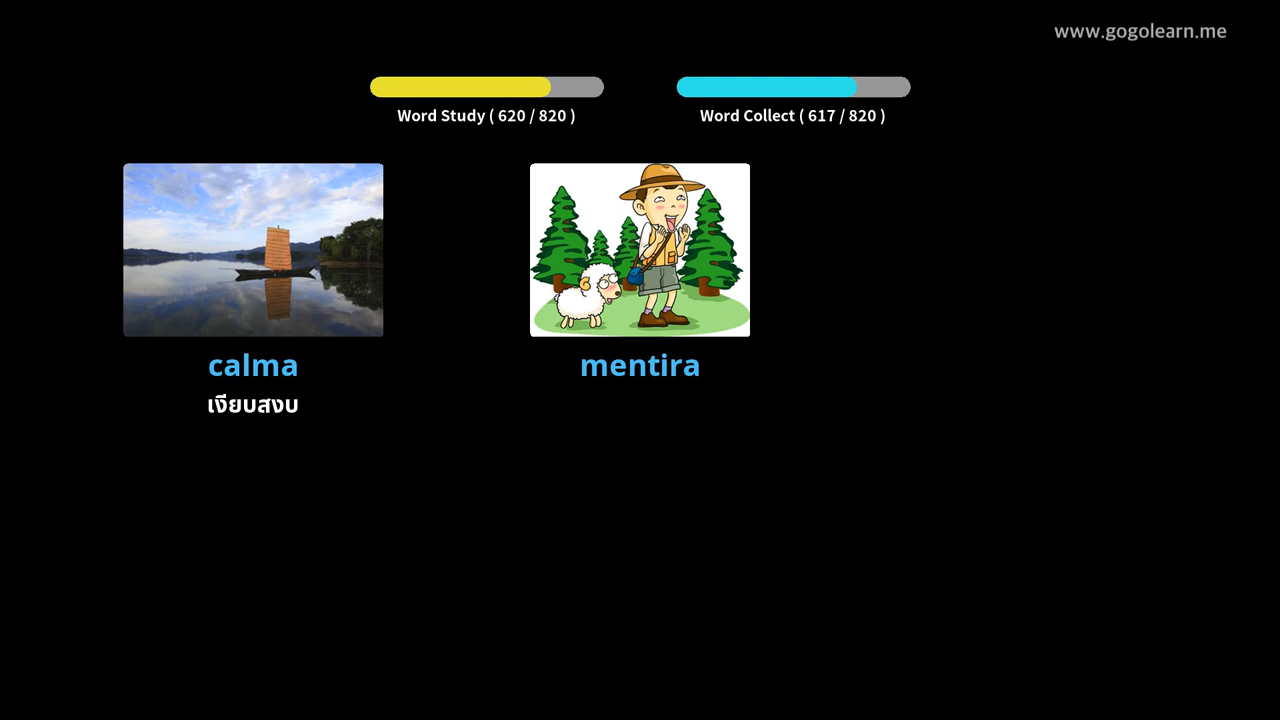 www.gogolearn.me
Word Study ( 620 / 820 )
Word Collect ( 617 / 820 )
calma
เงียบสงบ
mentira